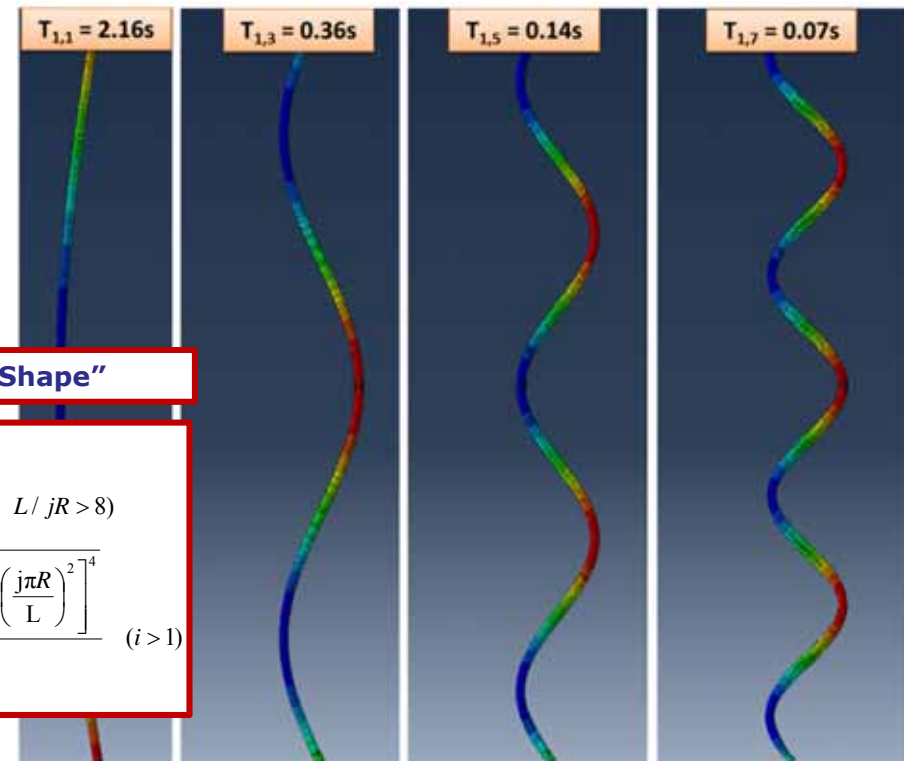 T₁,₁ = 2.16s
T₁,₃ = 0.36s
T₁,₅ = 0.14s
T₁,₇ = 0.07s
Shape”
L / jR > 8)
(jπR / L)²]⁴ (i > 1)